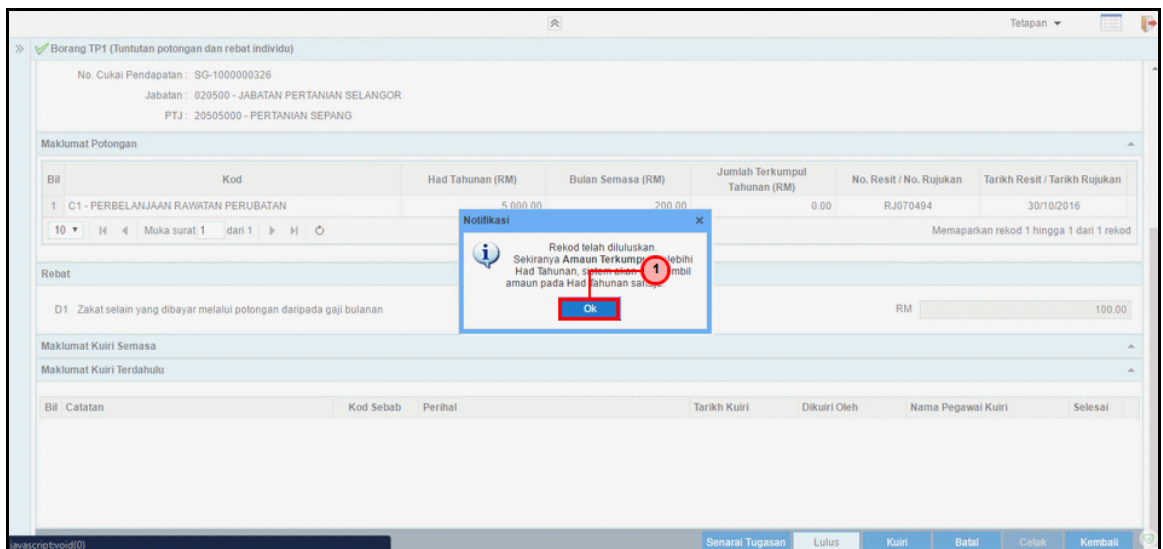 Tetapan
Borang TP1 (Tuntutan potongan dan rebat individu)
No. Cukai Pendapatan : SG-1000000326
Jabatan : 020500 - JABATAN PERTANIAN SELANGOR
PTJ : 20505000 - PERTANIAN SEPANG
Maklumat Potongan
Bil Kod Had Tahunan (RM) Bulan Semasa (RM) Jumlah Terkumpul Tahunan (RM) No. Resit / No. Rujukan Tarikh Resit / Tarikh Rujukan
1 C1 - PERBELANJAAN RAWATAN PERUBATAN 5,000.00 200.00 0.00 RJ070494 30/10/2016
10 Muka surat 1 dari 1 Memaparkan rekod 1 hingga 1 dari 1 rekod
Notifikasi
Rekod telah diluluskan.
Sekiranya Amaun lebihi
Had Tahunan, sistem akan
amaun pada Had Tahunan
1
Ok
Rebat
D1 Zakat selain yang dibayar melalui potongan daripada gaji bulanan RM 100.00
Maklumat Kuiri Semasa
Maklumat Kuiri Terdahulu
Bil Catatan Kod Sebab Perihal Tarikh Kuiri Dikuiri Oleh Nama Pegawai Kuiri Selesai
javascript:void(0)
Senarai Tugasan Lulus Kuiri Batal Cetak Kembali